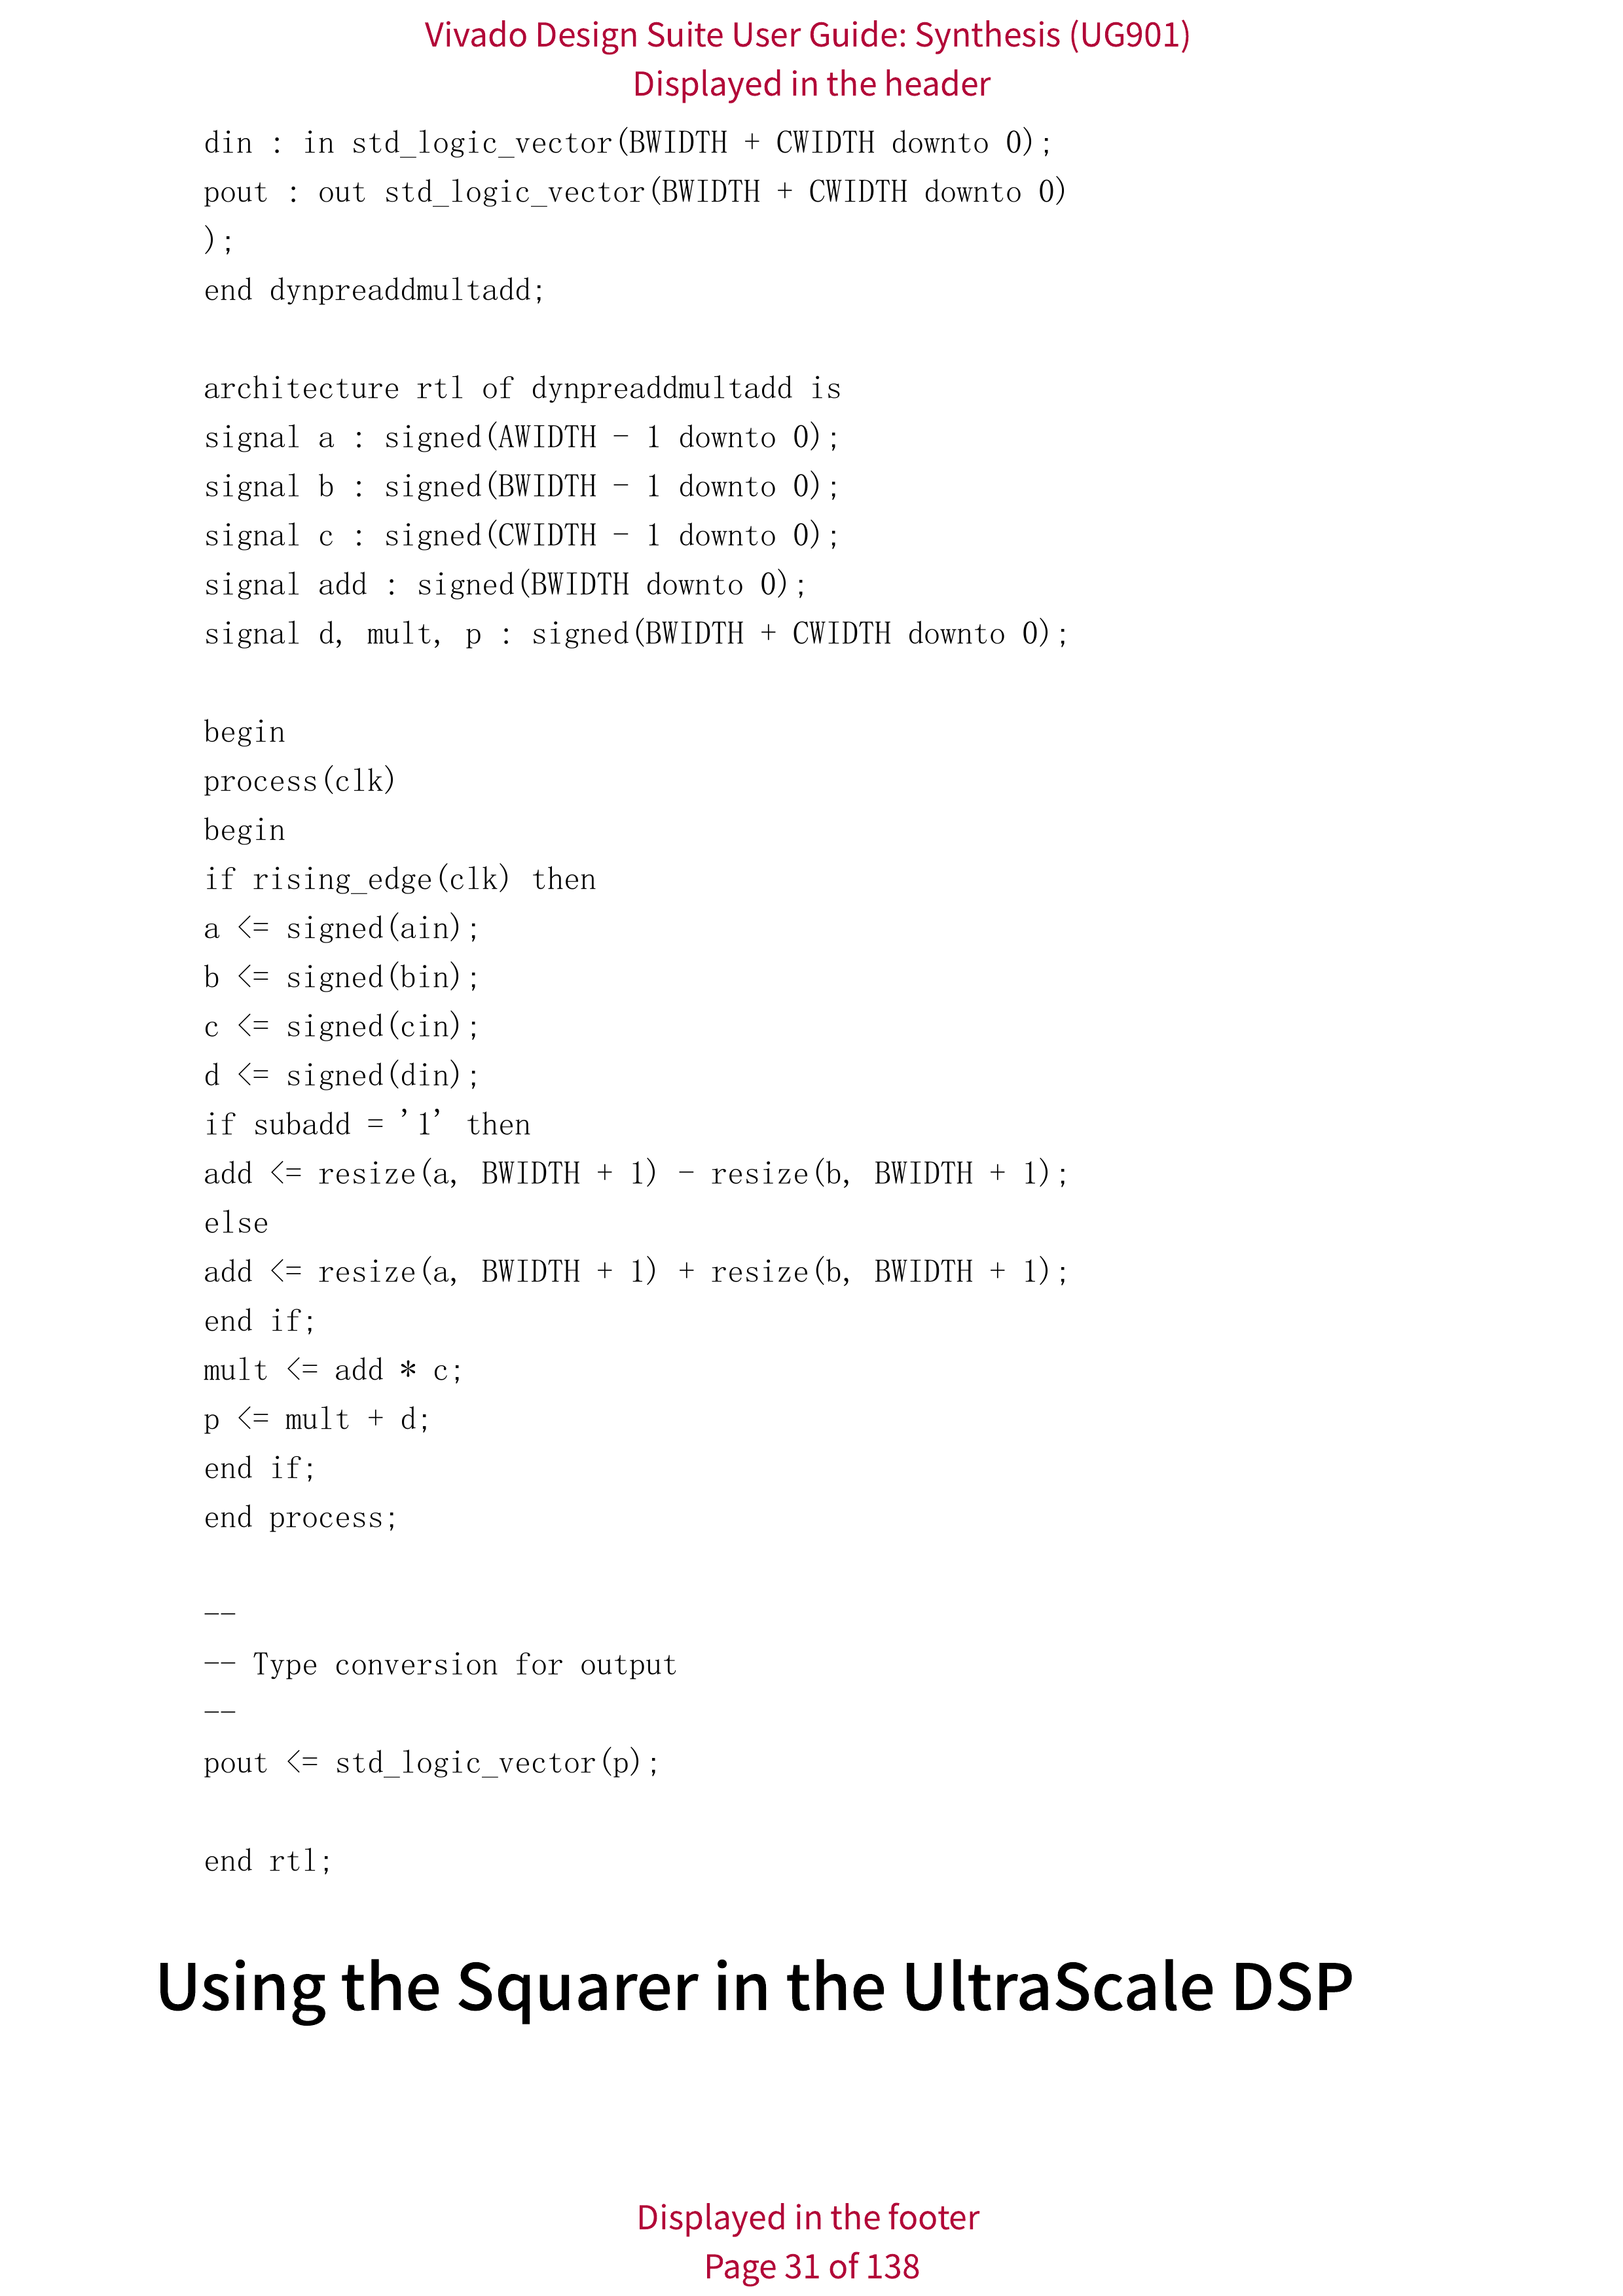 Vivado Design Suite User Guide: Synthesis (UG901)
Displayed in the header
din : in std_logic_vector(BWIDTH + CWIDTH downto 0);
pout : out std_logic_vector(BWIDTH + CWIDTH downto 0)
);
end dynpreaddmultadd;
architecture rtl of dynpreaddmultadd is
signal a : signed(AWIDTH - 1 downto 0);
signal b : signed(BWIDTH - 1 downto 0);
signal c : signed(CWIDTH - 1 downto 0);
signal add : signed(BWIDTH downto 0);
signal d, mult, p : signed(BWIDTH + CWIDTH downto 0);
begin
process(clk)
begin
if rising_edge(clk) then
a <= signed(ain);
b <= signed(bin);
c <= signed(cin);
d <= signed(din);
if subadd = '1' then
add <= resize(a, BWIDTH + 1) - resize(b, BWIDTH + 1);
else
add <= resize(a, BWIDTH + 1) + resize(b, BWIDTH + 1);
end if;
mult <= add * c;
p <= mult + d;
end if;
end process;
--
-- Type conversion for output
--
pout <= std_logic_vector(p);
end rtl;
Using the Squarer in the UltraScale DSP
Displayed in the footer
Page 31 of 138